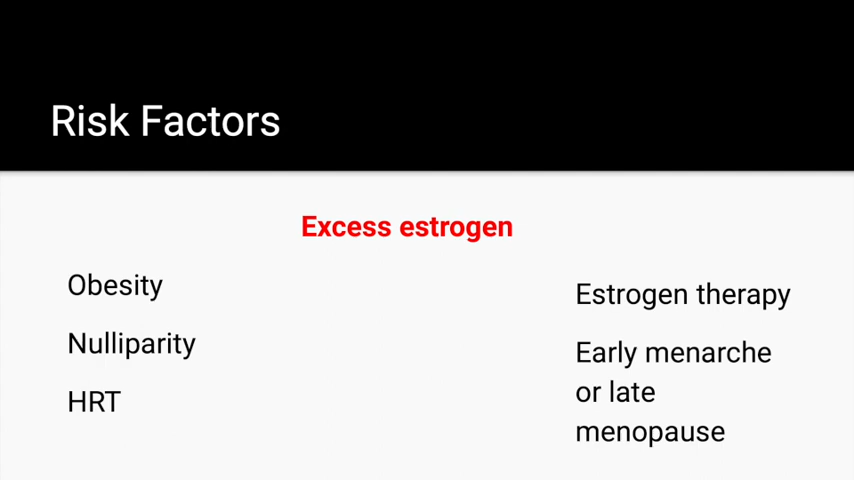 Risk Factors
Excess estrogen
Obesity
Nulliparity
HRT
Estrogen therapy
Early menarche
or late
menopause